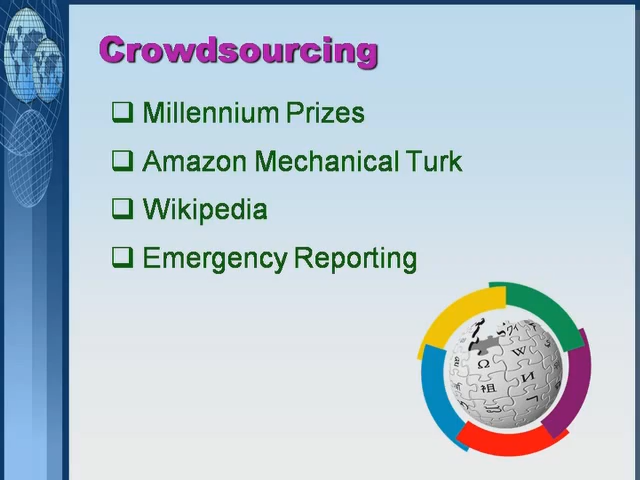 Crowdsourcing
Millennium Prizes
Amazon Mechanical Turk
Wikipedia
Emergency Reporting
Ω
W
И